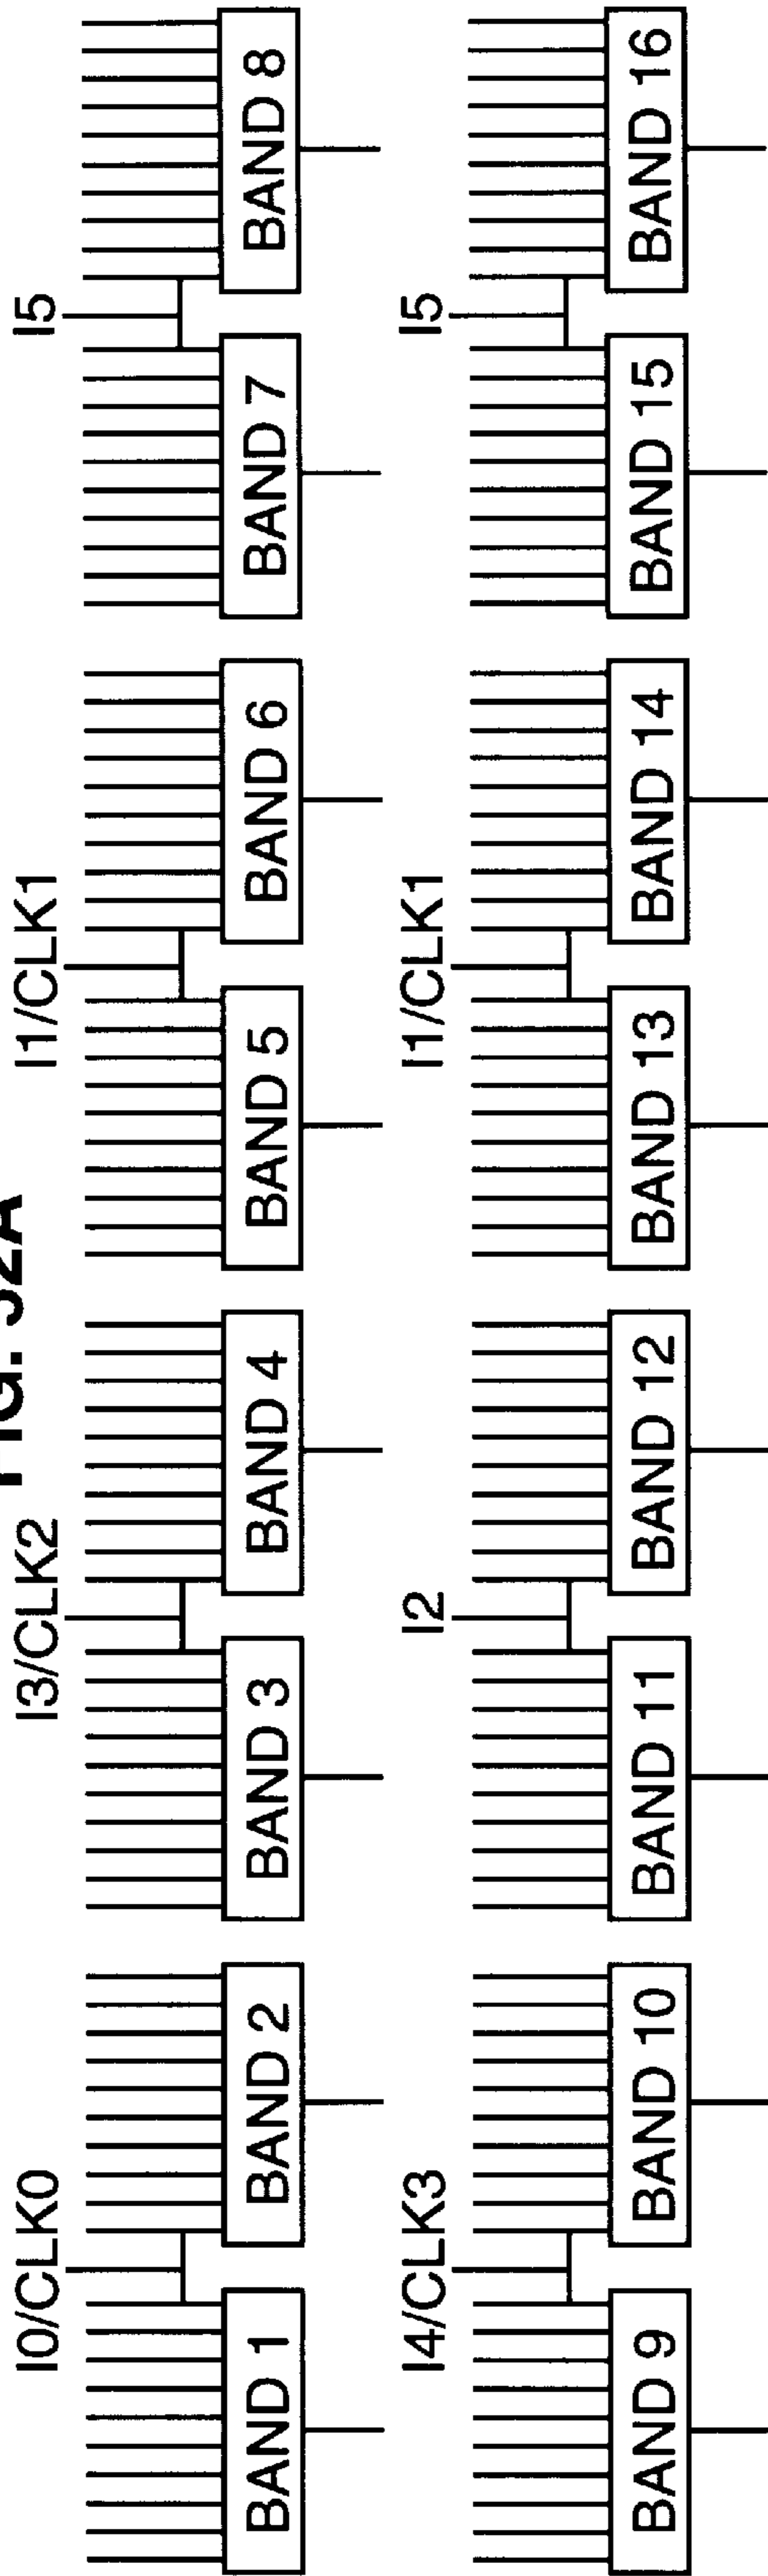 FIG. 32A
I0/CLK0 I3/CLK2 I1/CLK1 I5
BAND 1 BAND 2 BAND 3 BAND 4 BAND 5 BAND 6 BAND 7 BAND 8
I4/CLK3 I2 I1/CLK1 I5
BAND 9 BAND 10 BAND 11 BAND 12 BAND 13 BAND 14 BAND 15 BAND 16